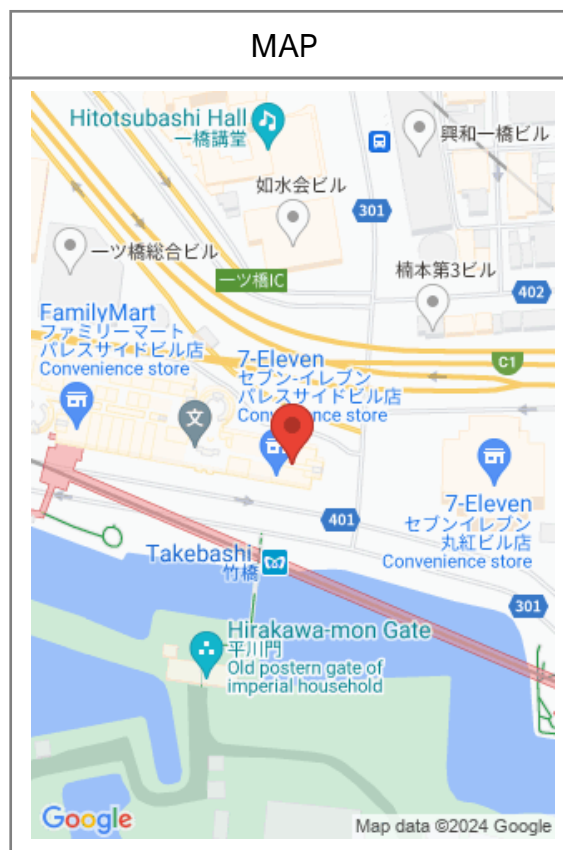 MAP
Hitotsubashi Hall
一橋講堂
興和一橋ビル
如水会ビル
301
一ツ橋総合ビル
一ツ橋IC
楠本第3ビル
402
FamilyMart
ファミリーマート
パレスサイドビル店
Convenience store
7-Eleven
セブン-イレブン
パレスサイドビル店
ence store
C1
文
7-Eleven
セブンイレブン
丸紅ビル店
Convenience store
401
Takebashi
竹橋
301
Hirakawa-mon Gate
平川門
Old postern gate of
imperial household
Google
Map data ©2024 Google